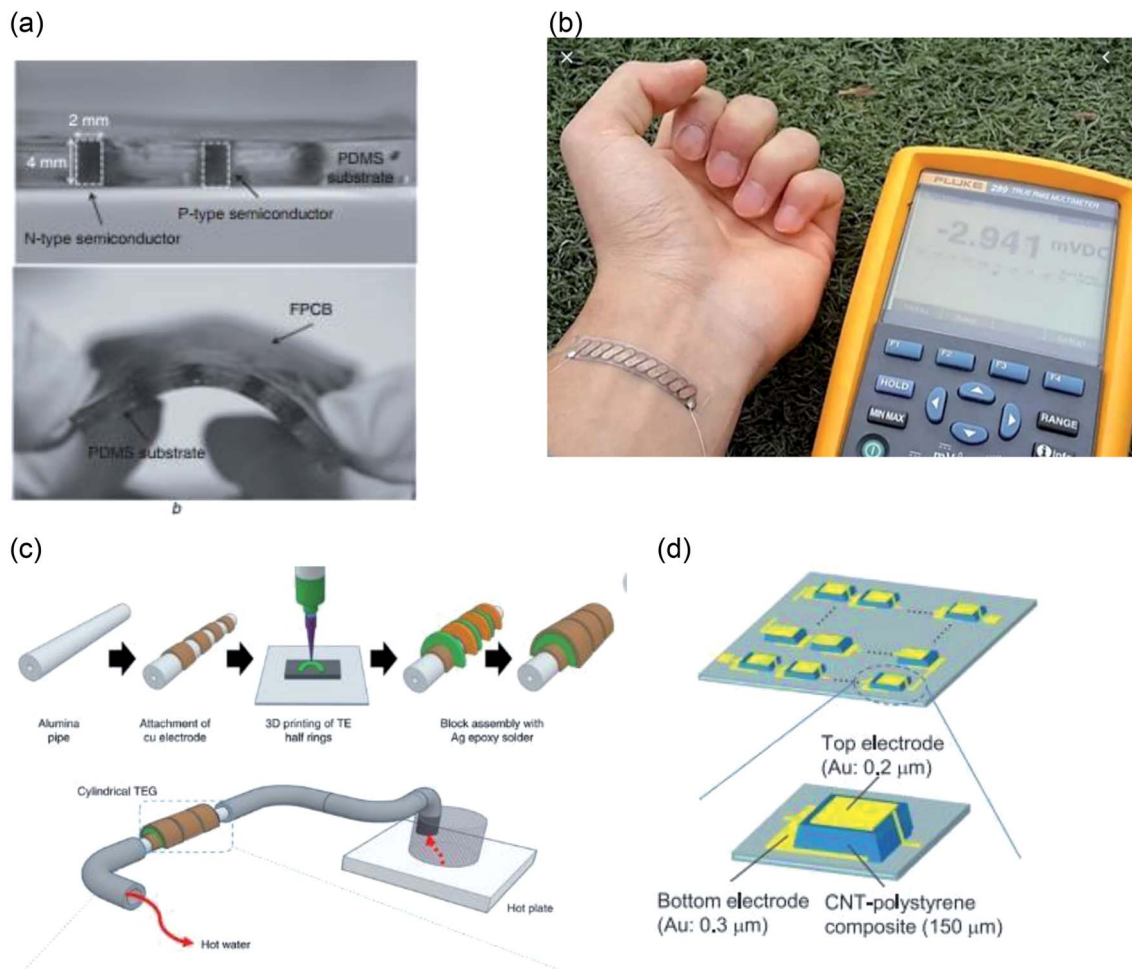 (a)
2 mm
4 mm
PDMS
substrate
P-type semiconductor
N-type semiconductor
FPCB
PDMS substrate
b
(b)
FLUKE 289 TRUE RMS MULTIMETER
-2.941 mVDC
F1
F2
F3
F4
HOLD
MIN MAX
RANGE
i Info
(c)
Alumina
pipe
Attachment of
cu electrode
3D printing of TE
half rings
Block assembly with
Ag epoxy solder
Cylindrical TEG
Hot plate
Hot water
(d)
Top electrode
(Au: 0.2 μm)
Bottom electrode
(Au: 0.3 μm)
CNT-polystyrene
composite (150 μm)